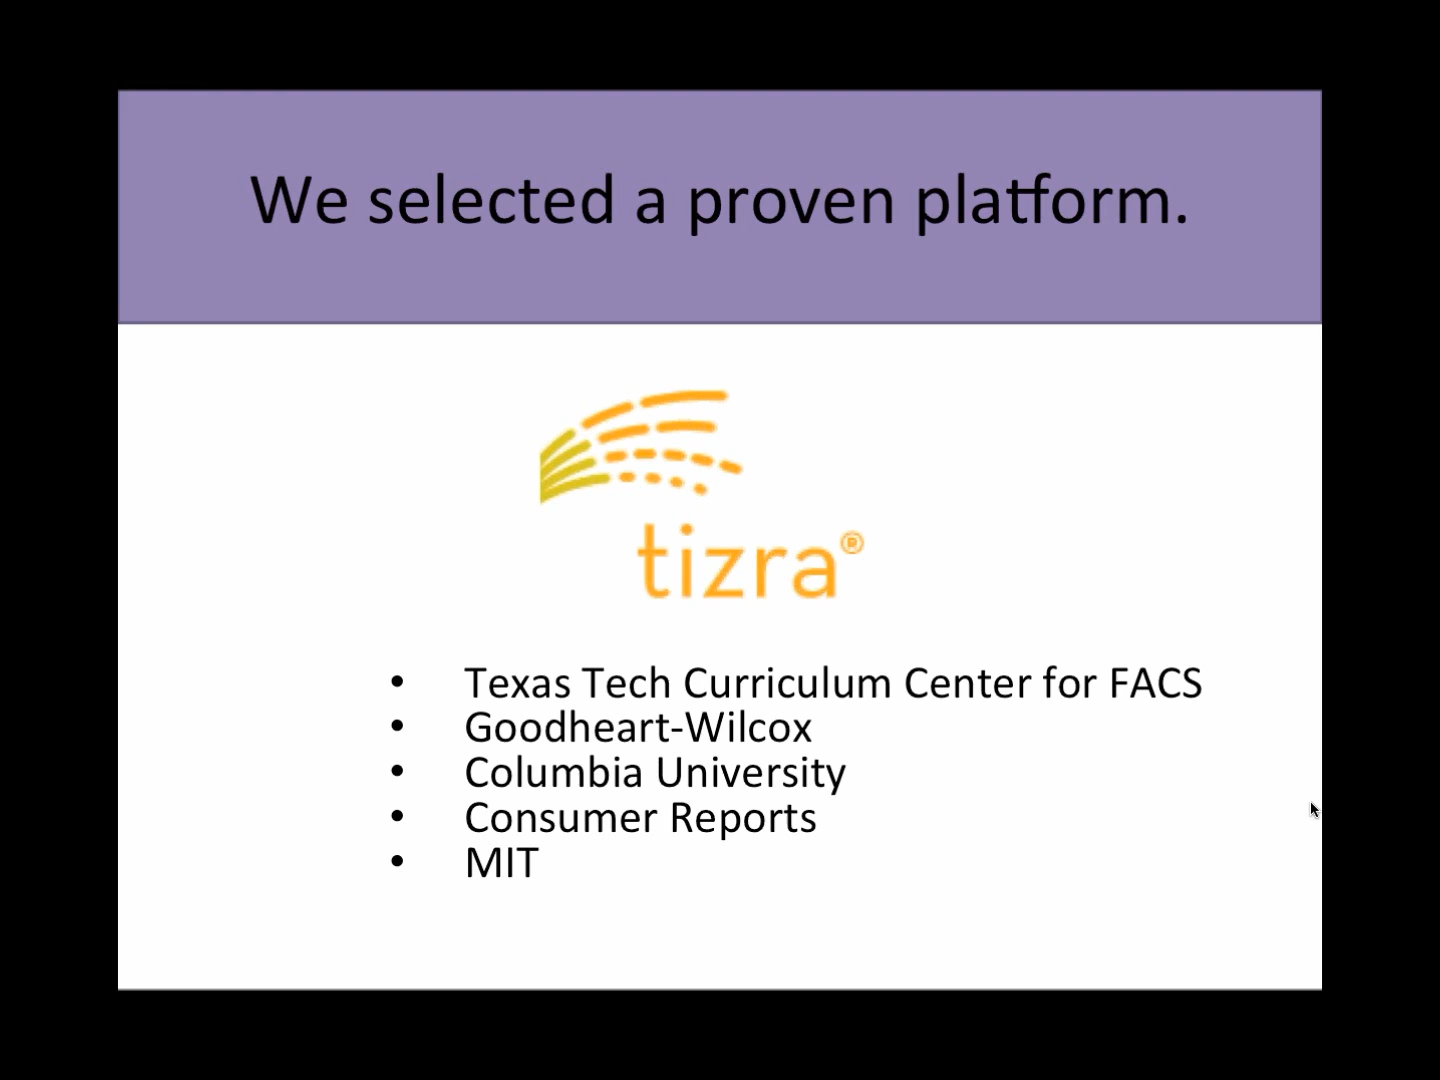 We selected a proven platform.
tizra®
• Texas Tech Curriculum Center for FACS
• Goodheart-Wilcox
• Columbia University
• Consumer Reports
• MIT